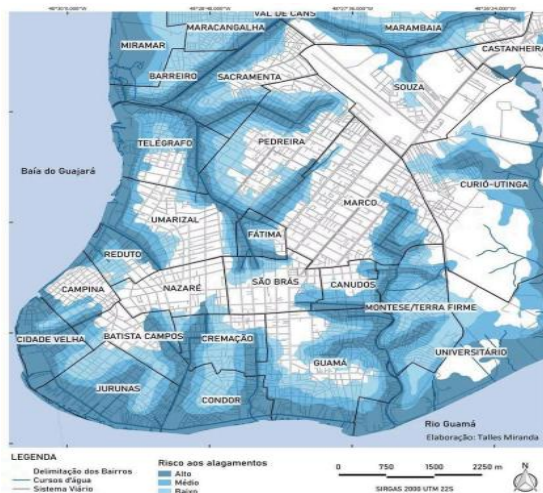 VAL DE CANS
MARACANGALHA
MARAMBAIA
MIRAMAR
CASTANHEIRA
BARREIRO
SACRAMENTA
SOUZA
TELÉGRAFO
PEDREIRA
Baía do Guajará
CURIÓ-UTINGA
MARCO
UMARIZAL
FÁTIMA
REDUTO
CAMPINA
NAZARÉ
SÃO BRÁS
CANUDOS
MONTESE/TERRA FIRME
CIDADE VELHA
BATISTA CAMPOS
CREMAÇÃO
UNIVERSITÁRIO
GUAMÁ
JURUNAS
CONDOR
Rio Guamá
Elaboração: Talles Miranda
LEGENDA
Delimitação dos Bairros
Cursos d'água
Sistema Viário
Risco aos alagamentos
Alto
Médio
Baixo
0 750 1500 2250 m
SIRGAS 2000 UTM 22S